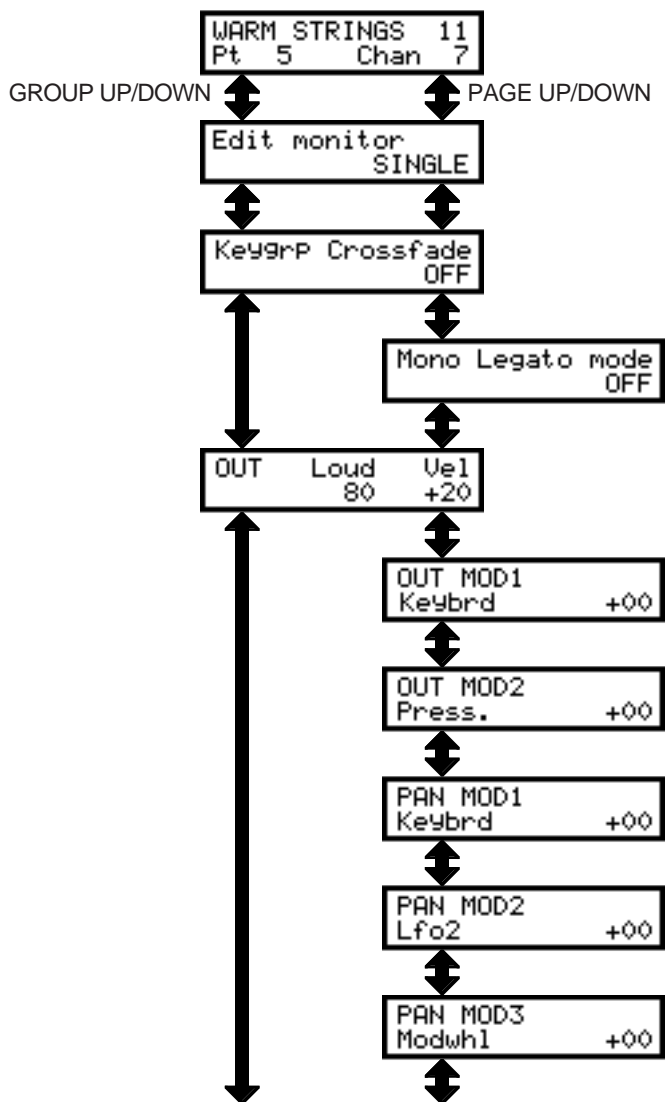 WARM STRINGS 11
Pt 5 Chan 7
GROUP UP/DOWN PAGE UP/DOWN
Edit monitor
SINGLE
Keygrp Crossfade
OFF
Mono Legato mode
OFF
OUT Loud Vel
80 +20
OUT MOD1
Keybrd +00
OUT MOD2
Press. +00
PAN MOD1
Keybrd +00
PAN MOD2
Lfo2 +00
PAN MOD3
Modwhl +00